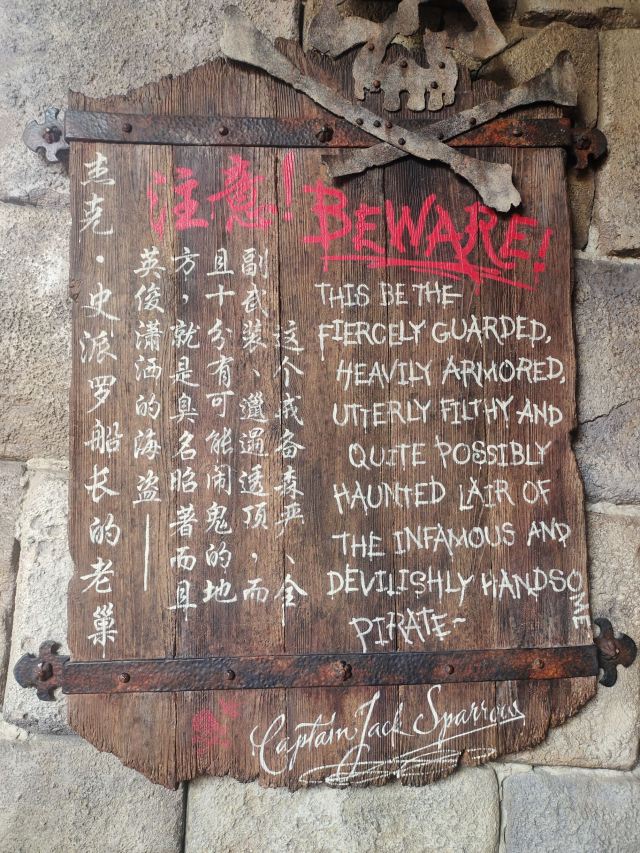 注意!
这个戒备森严、全
副武装、邋遢透顶，而
且十分有可能闹鬼的地
方，就是臭名昭著而且
英俊潇洒的海盗——
杰克·史派罗船长的老巢
BEWARE!
THIS BE THE
FIERCELY GUARDED,
HEAVILY ARMORED,
UTTERLY FILTHY AND
QUITE POSSIBLY
HAUNTED LAIR OF
THE INFAMOUS AND
DEVILISHLY HANDSOME
PIRATE~
Captain Jack Sparrow